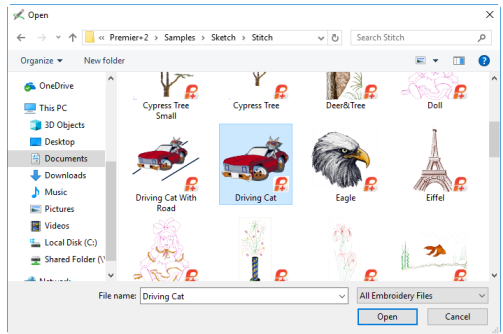 Open
« Premier+2 > Samples > Sketch > Stitch
Search Stitch
Organize
New folder
OneDrive
This PC
3D Objects
Desktop
Documents
Downloads
Music
Pictures
Videos
Local Disk (C:)
Shared Folder (\
Cypress Tree
Small
Cypress Tree
Deer&Tree
Doll
Driving Cat With
Road
Driving Cat
Eagle
Eiffel
File name:
Driving Cat
All Embroidery Files
Open
Cancel